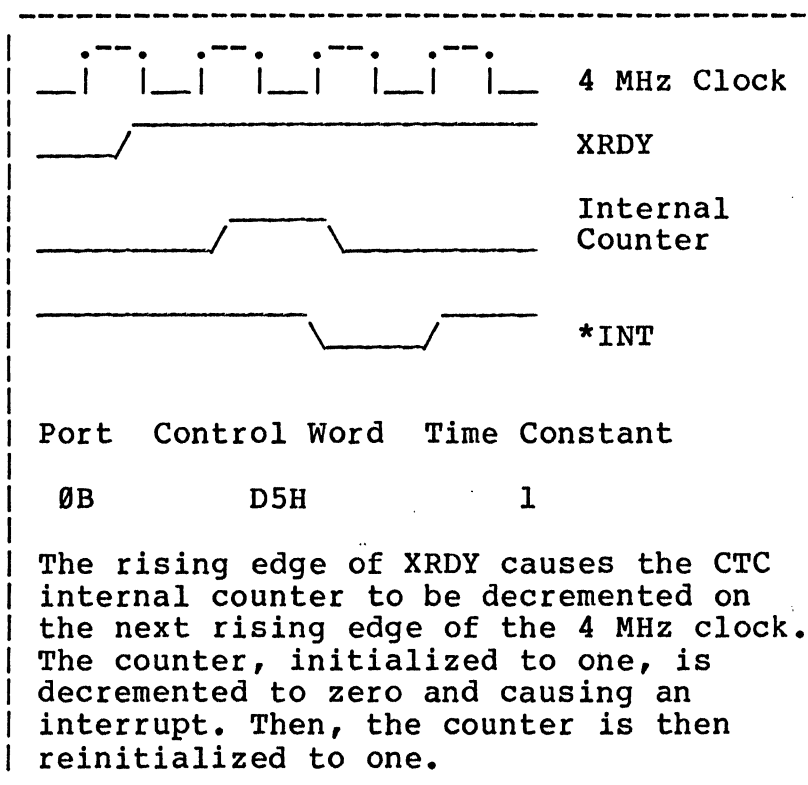 4 MHz Clock
XRDY
Internal
Counter
*INT
Port Control Word Time Constant
0B D5H 1
The rising edge of XRDY causes the CTC
internal counter to be decremented on
the next rising edge of the 4 MHz clock.
The counter, initialized to one, is
decremented to zero and causing an
interrupt. Then, the counter is then
reinitialized to one.